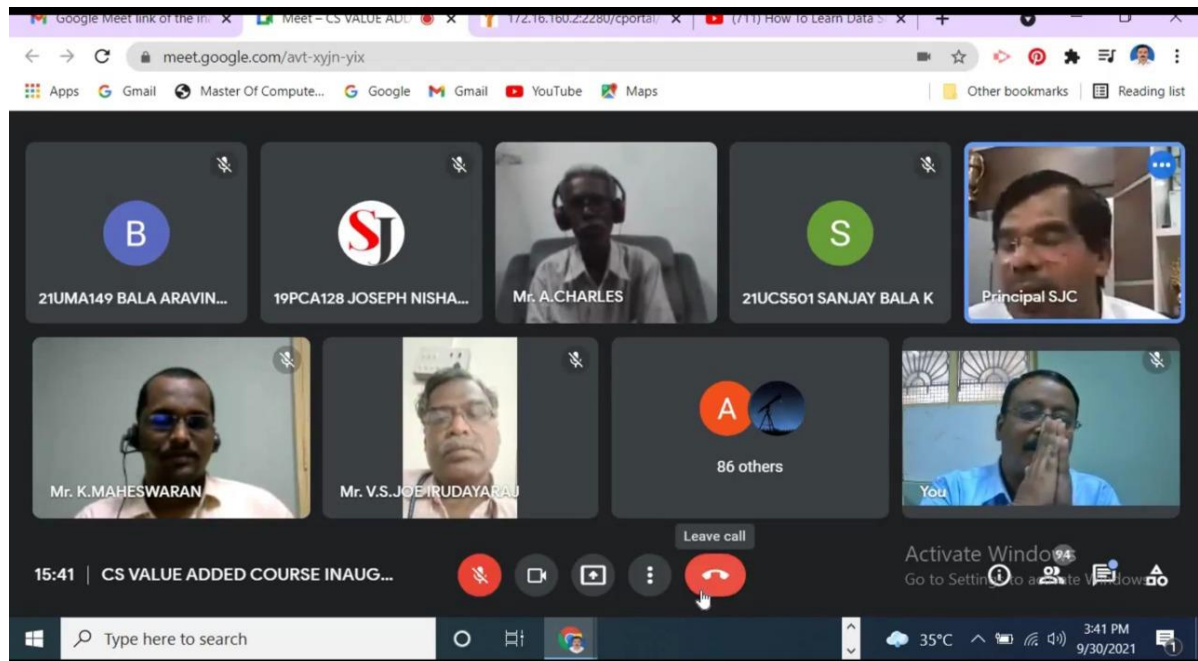 Google Meet link of the in
Meet – CS VALUE ADD
172.16.160.2:2280/cportal/
(711) How To Learn Data S
meet.google.com/avt-xyjn-yix
Apps
Gmail
Master Of Compute...
Google
Gmail
YouTube
Maps
Other bookmarks
Reading list
B
21UMA149 BALA ARAVIN...
SJ
19PCA128 JOSEPH NISHA...
Mr. A.CHARLES
S
21UCS501 SANJAY BALA K
Principal SJC
Mr. K.MAHESWARAN
Mr. V.S.JOE IRUDAYARAJ
A
86 others
You
Leave call
15:41 | CS VALUE ADDED COURSE INAUG...
Activate Windows
94
Go to Settings to activate Windows
Type here to search
35°C
3:41 PM
9/30/2021
1